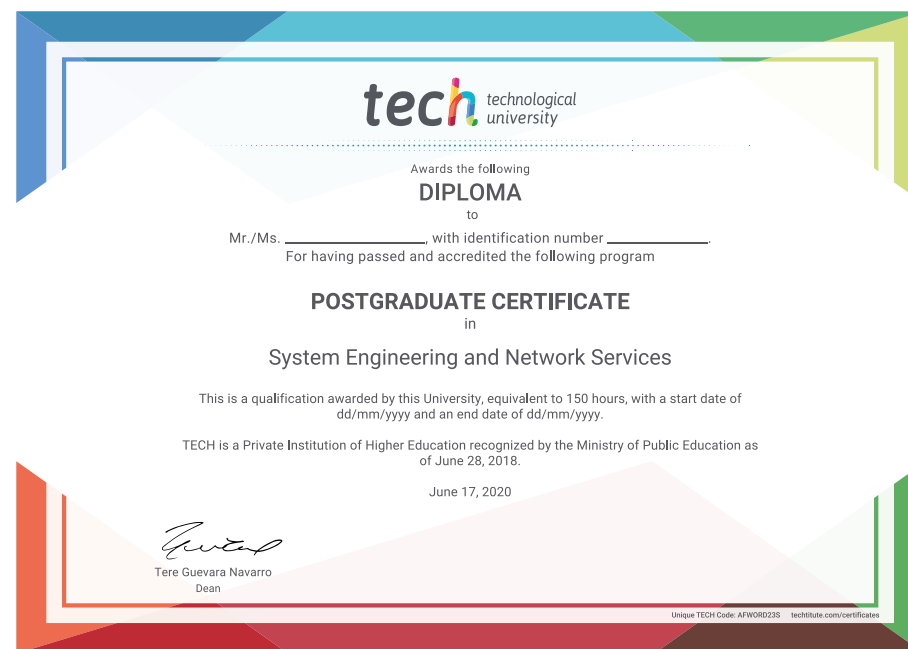 tech technological
university
Awards the following
DIPLOMA
to
Mr./Ms. ____________________, with identification number ______________.
For having passed and accredited the following program
POSTGRADUATE CERTIFICATE
in
System Engineering and Network Services
This is a qualification awarded by this University, equivalent to 150 hours, with a start date of
dd/mm/yyyy and an end date of dd/mm/yyyy.
TECH is a Private Institution of Higher Education recognized by the Ministry of Public Education as
of June 28, 2018.
June 17, 2020
Tere Guevara Navarro
Dean
Unique TECH Code: AFWORD23S techtitute.com/certificates